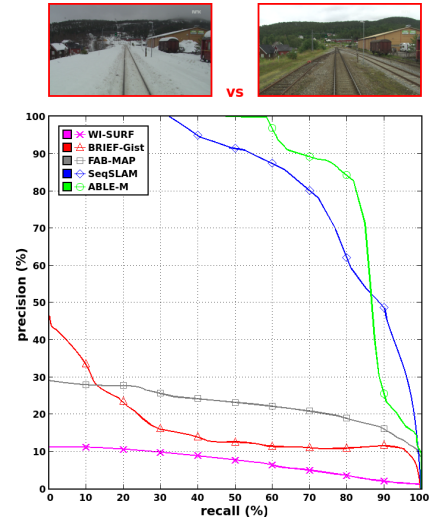 vs
100
90
80
70
60
50
40
30
20
10
0
precision (%)
WI-SURF
BRIEF-Gist
FAB-MAP
SeqSLAM
ABLE-M
0 10 20 30 40 50 60 70 80 90 100
recall (%)